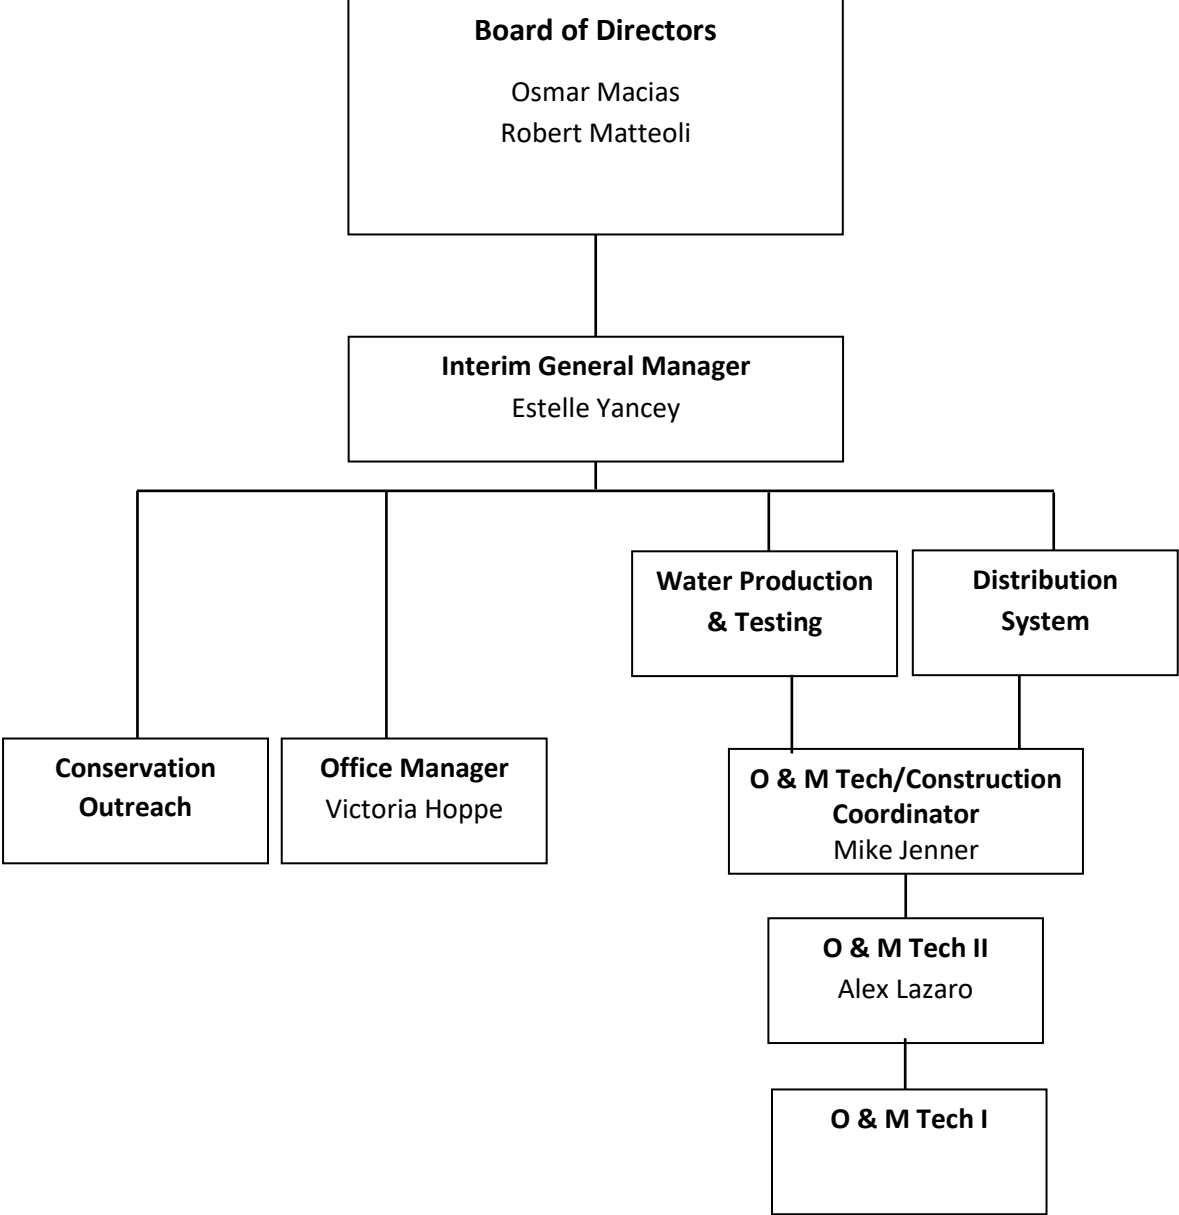 Board of Directors
Osmar Macias
Robert Matteoli
Interim General Manager
Estelle Yancey
Water Production
& Testing
Distribution
System
Conservation
Outreach
Office Manager
Victoria Hoppe
O & M Tech/Construction
Coordinator
Mike Jenner
O & M Tech II
Alex Lazaro
O & M Tech I